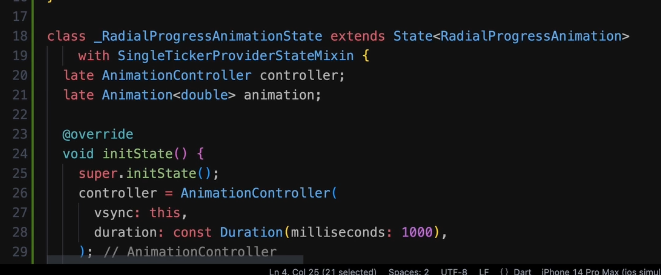 17
18 class _RadialProgressAnimationState extends State<RadialProgressAnimation>
19     with SingleTickerProviderStateMixin {
20   late AnimationController controller;
21   late Animation<double> animation;
22
23   @override
24   void initState() {
25     super.initState();
26     controller = AnimationController(
27       vsync: this,
28       duration: const Duration(milliseconds: 1000),
29     ); // AnimationController
Ln 4, Col 25 (21 selected) Spaces: 2 UTF-8 LF {} Dart iPhone 14 Pro Max (ios simul